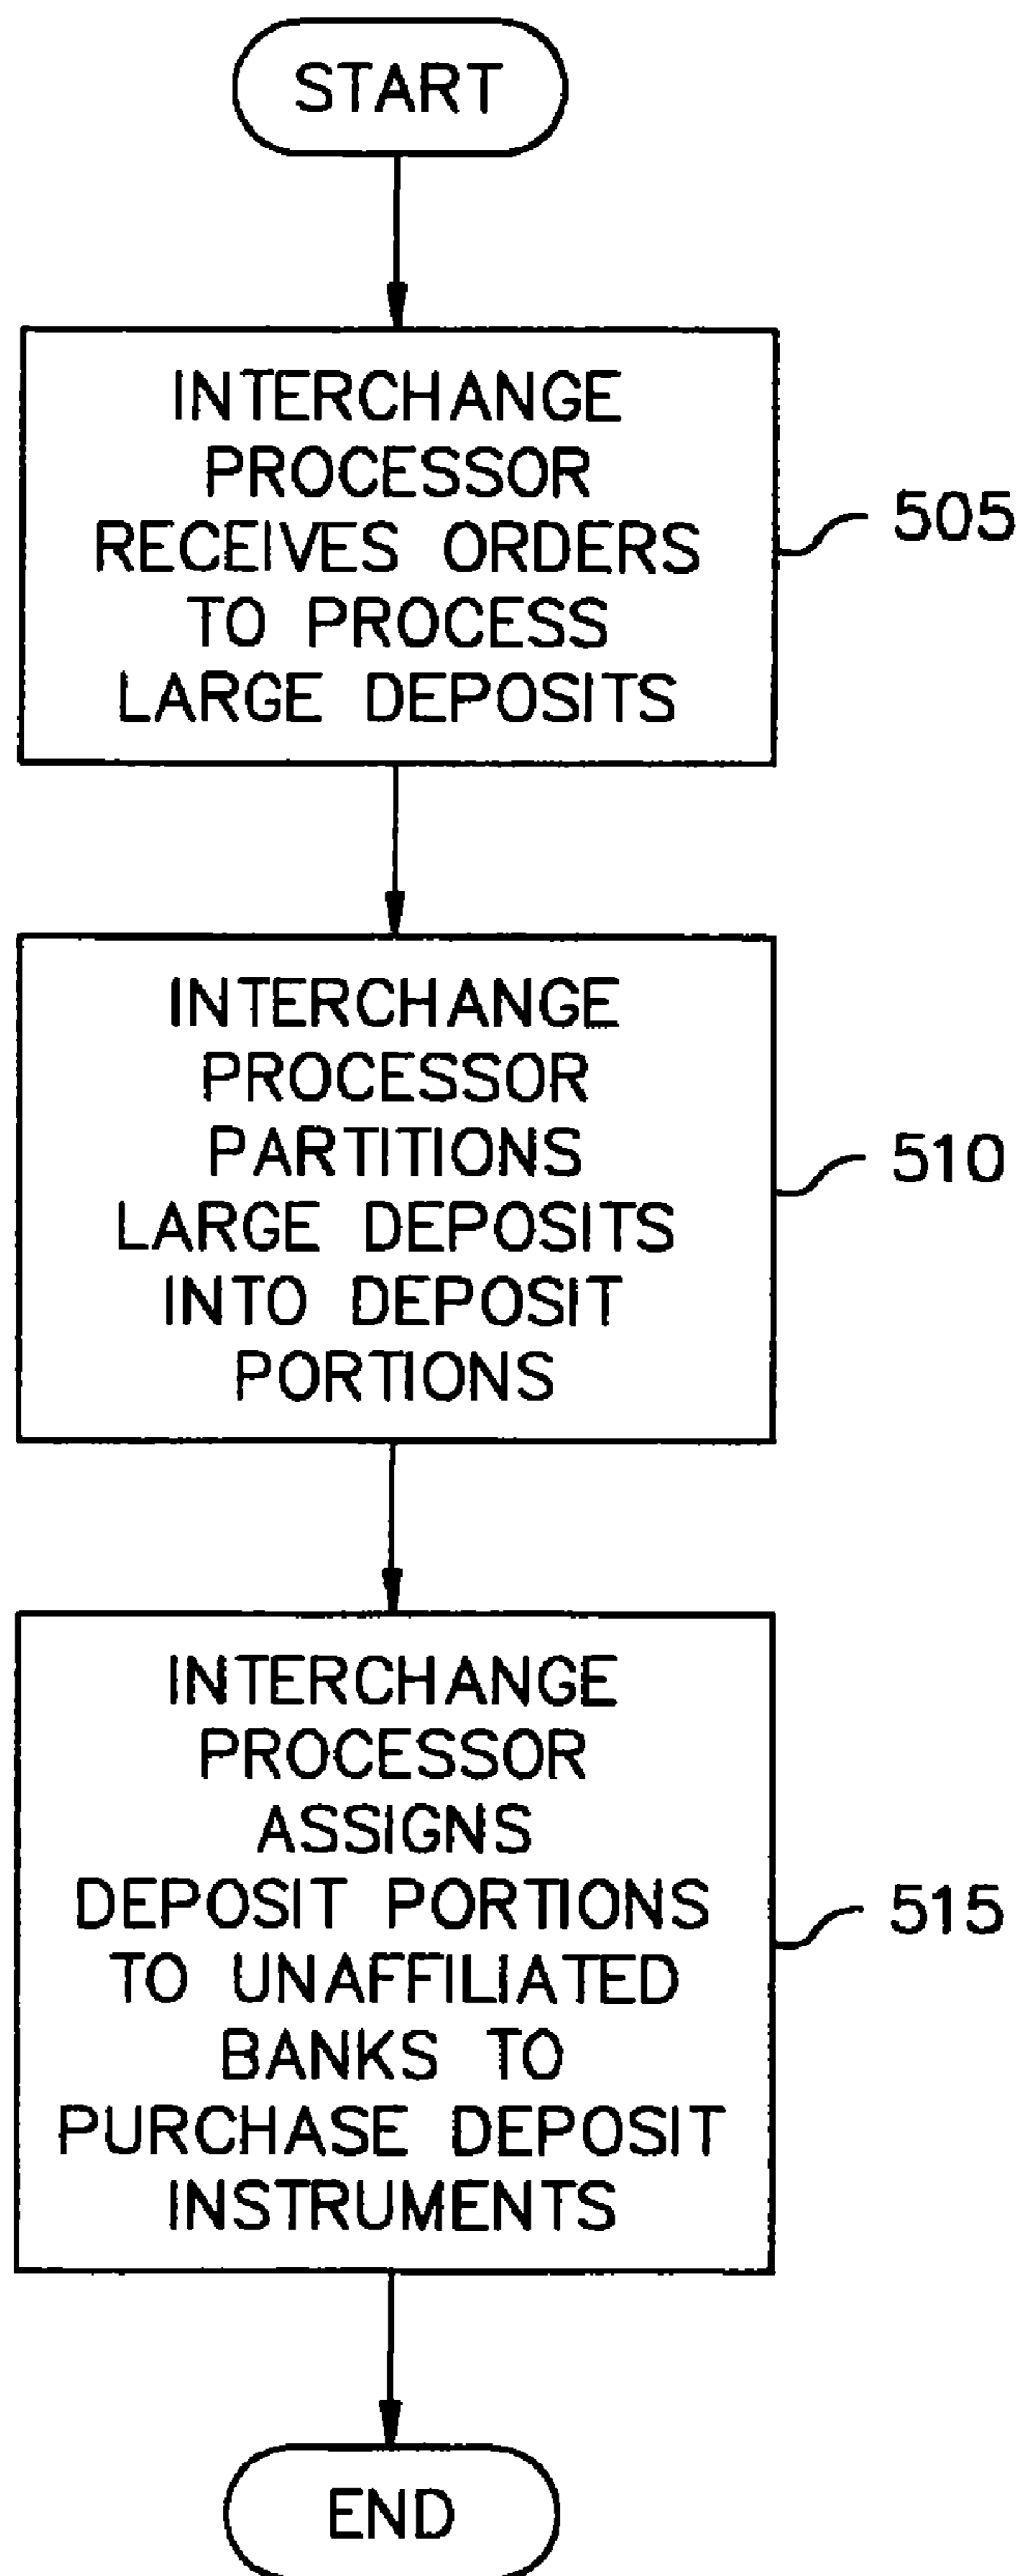 START
INTERCHANGE
PROCESSOR
RECEIVES ORDERS
TO PROCESS
LARGE DEPOSITS
505
INTERCHANGE
PROCESSOR
PARTITIONS
LARGE DEPOSITS
INTO DEPOSIT
PORTIONS
510
INTERCHANGE
PROCESSOR
ASSIGNS
DEPOSIT PORTIONS
TO UNAFFILIATED
BANKS TO
PURCHASE DEPOSIT
INSTRUMENTS
515
END